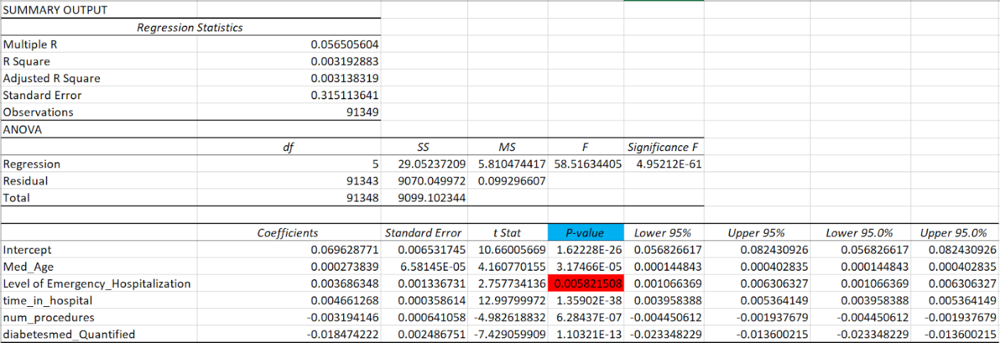 SUMMARY OUTPUT
Regression Statistics
Multiple R 0.056505604
R Square 0.003192883
Adjusted R Square 0.003138319
Standard Error 0.315113641
Observations 91349
ANOVA
df SS MS F Significance F
Regression 5 29.05237209 5.810474417 58.51634405 4.95212E-61
Residual 91343 9070.049972 0.099296607
Total 91348 9099.102344
Coefficients Standard Error t Stat P-value Lower 95% Upper 95% Lower 95.0% Upper 95.0%
Intercept 0.069628771 0.006531745 10.66005669 1.62228E-26 0.056826617 0.082430926 0.056826617 0.082430926
Med_Age 0.000273839 6.58145E-05 4.160770155 3.17466E-05 0.000144843 0.000402835 0.000144843 0.000402835
Level of Emergency_Hospitalization 0.003686348 0.001336731 2.757734136 0.005821508 0.001066369 0.006306327 0.001066369 0.006306327
time_in_hospital 0.004661268 0.000358614 12.99799972 1.35902E-38 0.003958388 0.005364149 0.003958388 0.005364149
num_procedures -0.003194146 0.000641058 -4.982618832 6.28437E-07 -0.004450612 -0.001937679 -0.004450612 -0.001937679
diabetesmed_Quantified -0.018474222 0.002486751 -7.429059909 1.10321E-13 -0.023348229 -0.013600215 -0.023348229 -0.013600215